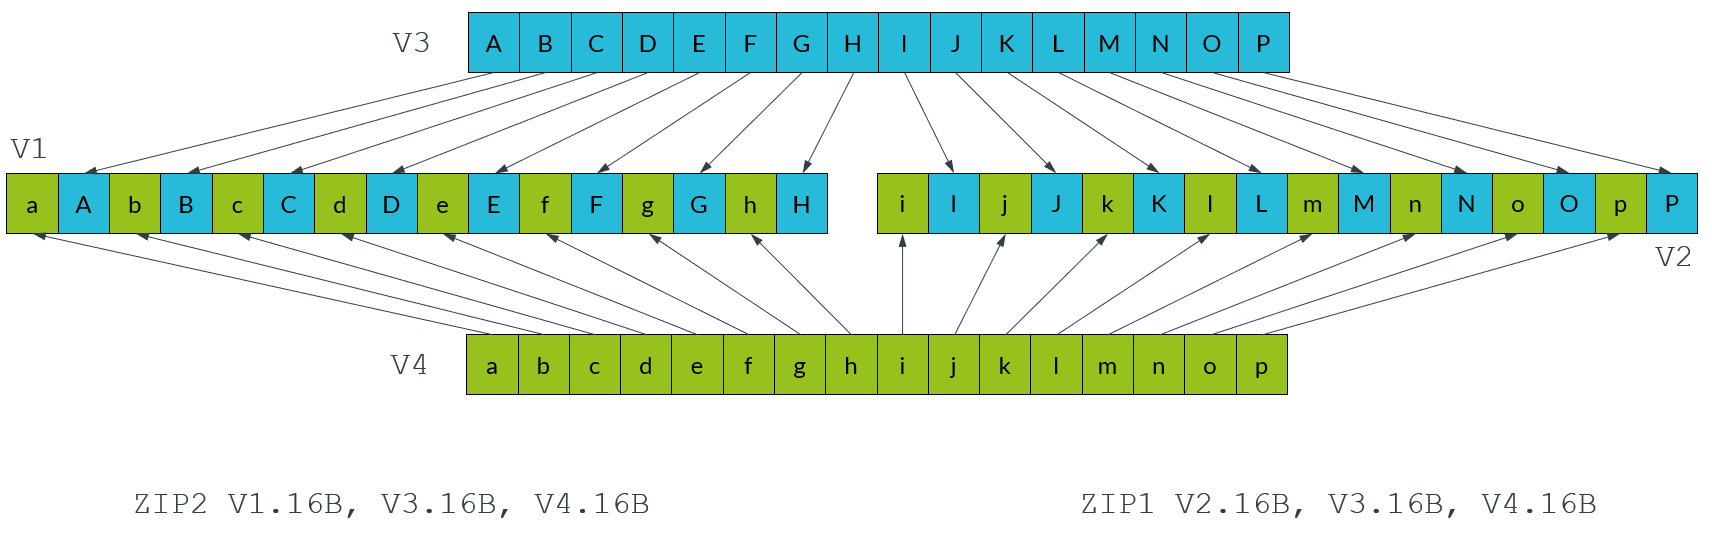 V3 A B C D E F G H I J K L M N O P
V1
a A b B c C d D e E f F g G h H
i I j J k K l L m M n N o O p P
V2
V4 a b c d e f g h i j k l m n o p
ZIP2 V1.16B, V3.16B, V4.16B
ZIP1 V2.16B, V3.16B, V4.16B